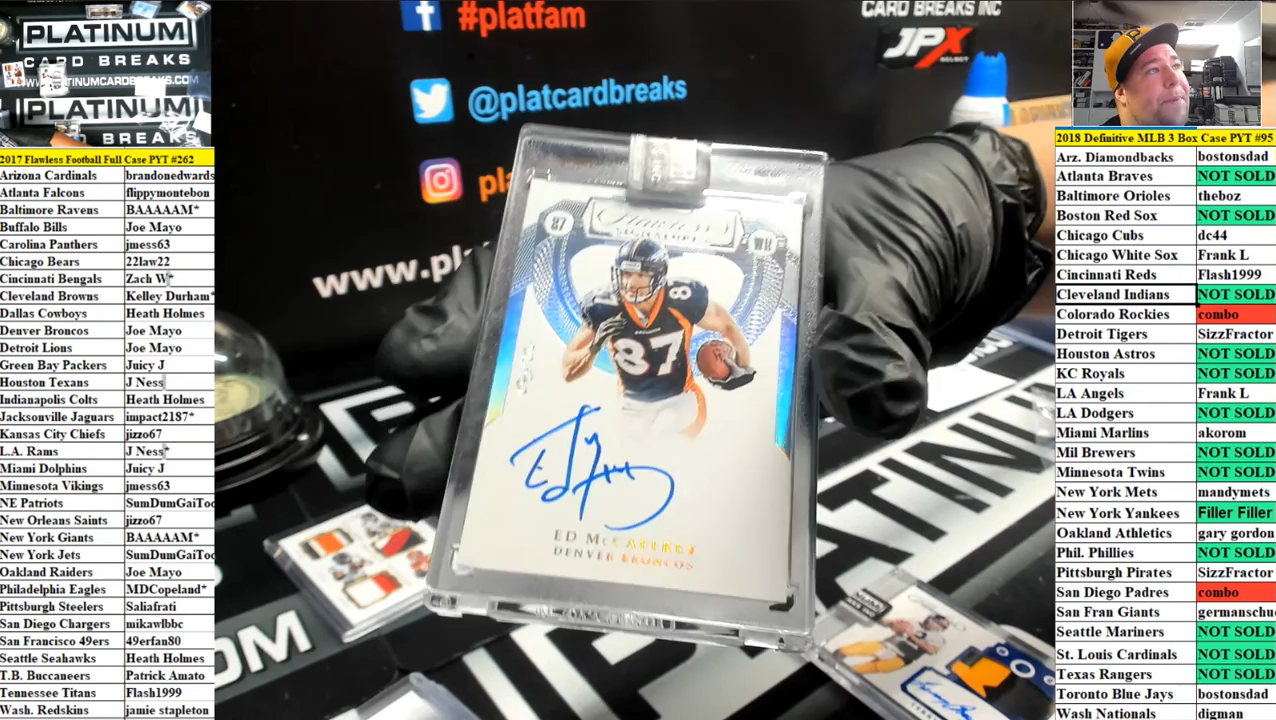 PLATINUM
CARD BREAKS
PLATINUM
BREAKS
2017 Flawless Football Full Case PYT #262
Arizona Cardinals brandonedwards
Atlanta Falcons flippymontebon
Baltimore Ravens BAAAAAM*
Buffalo Bills Joe Mayo
Carolina Panthers jmess63
Chicago Bears 22law22
Cincinnati Bengals Zach W*
Cleveland Browns Kelley Durham*
Dallas Cowboys Heath Holmes
Denver Broncos Joe Mayo
Detroit Lions Joe Mayo
Green Bay Packers Juicy J
Houston Texans J Ness
Indianapolis Colts Heath Holmes
Jacksonville Jaguars impact2187*
Kansas City Chiefs jizzo67
L.A. Rams J Ness*
Miami Dolphins Juicy J
Minnesota Vikings jmess63
NE Patriots SumDumGaiToo
New Orleans Saints jizzo67
New York Giants BAAAAAM*
New York Jets SumDumGaiToo
Oakland Raiders Joe Mayo
Philadelphia Eagles MDCopeland*
Pittsburgh Steelers Saliafrati
San Diego Chargers mikawlbbc
San Francisco 49ers 49erfan80
Seattle Seahawks Heath Holmes
T.B. Buccaneers Patrick Amato
Tennessee Titans Flash1999
Wash. Redskins jamie stapleton
#platfam
@platcardbreaks
pla
www.pl
CARD BREAKS INC
JPX
87
87
87
ED McCAFFREY
DENVER BRONCOS
2018 Definitive MLB 3 Box Case PYT #95
Arz. Diamondbacks bostonsdad
Atlanta Braves NOT SOLD
Baltimore Orioles theboz
Boston Red Sox NOT SOLD
Chicago Cubs dc44
Chicago White Sox Frank L
Cincinnati Reds Flash1999
Cleveland Indians NOT SOLD
Colorado Rockies combo
Detroit Tigers SizzFractor
Houston Astros NOT SOLD
KC Royals NOT SOLD
LA Angels Frank L
LA Dodgers NOT SOLD
Miami Marlins akorom
Mil Brewers NOT SOLD
Minnesota Twins NOT SOLD
New York Mets mandymets
New York Yankees Filler Filler
Oakland Athletics gary gordon
Phil. Phillies NOT SOLD
Pittsburgh Pirates SizzFractor
San Diego Padres combo
San Fran Giants germanschu
Seattle Mariners NOT SOLD
St. Louis Cardinals NOT SOLD
Texas Rangers NOT SOLD
Toronto Blue Jays bostonsdad
Wash Nationals digman